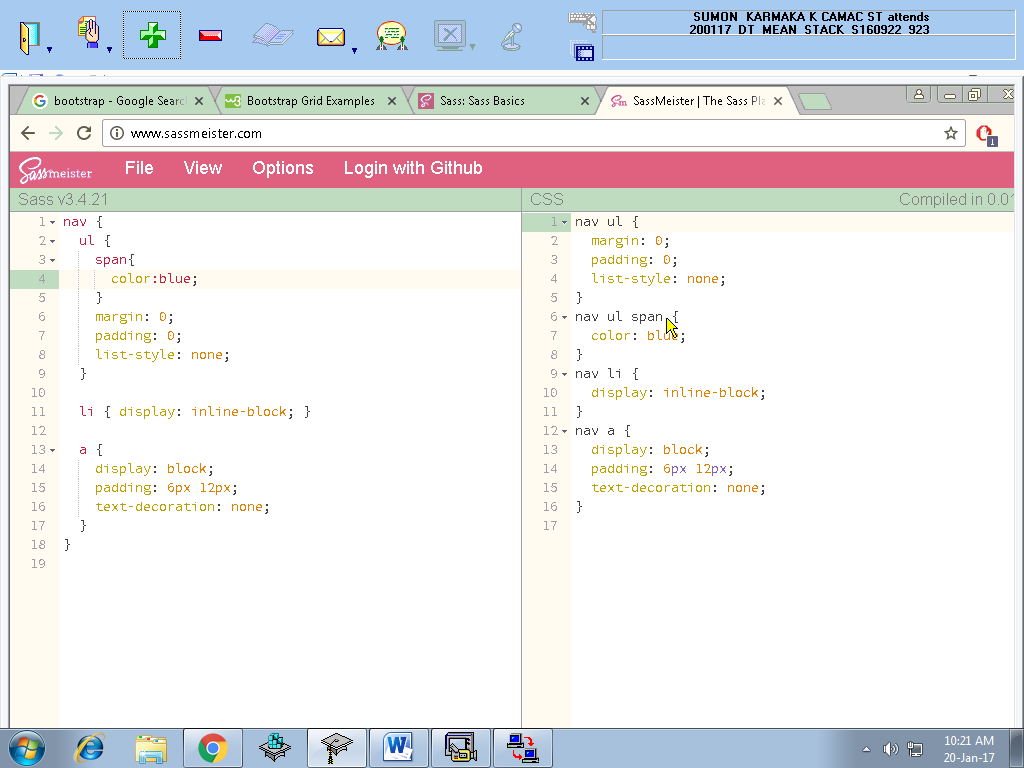 SUMON KARMAKA K CAMAC ST attends
200117 DT MEAN STACK S160922 923
bootstrap - Google Searc
Bootstrap Grid Examples
Sass: Sass Basics
SassMeister | The Sass Pla
www.sassmeister.com
1
Sassmeister
File
View
Options
Login with Github
Sass v3.4.21
CSS
Compiled in 0.01
1 nav {
2 ul {
3 span{
4 color:blue;
5 }
6 margin: 0;
7 padding: 0;
8 list-style: none;
9 }
10
11 li { display: inline-block; }
12
13 a {
14 display: block;
15 padding: 6px 12px;
16 text-decoration: none;
17 }
18 }
19
1 nav ul {
2 margin: 0;
3 padding: 0;
4 list-style: none;
5 }
6 nav ul span {
7 color: blue;
8 }
9 nav li {
10 display: inline-block;
11 }
12 nav a {
13 display: block;
14 padding: 6px 12px;
15 text-decoration: none;
16 }
17
10:21 AM
20-Jan-17